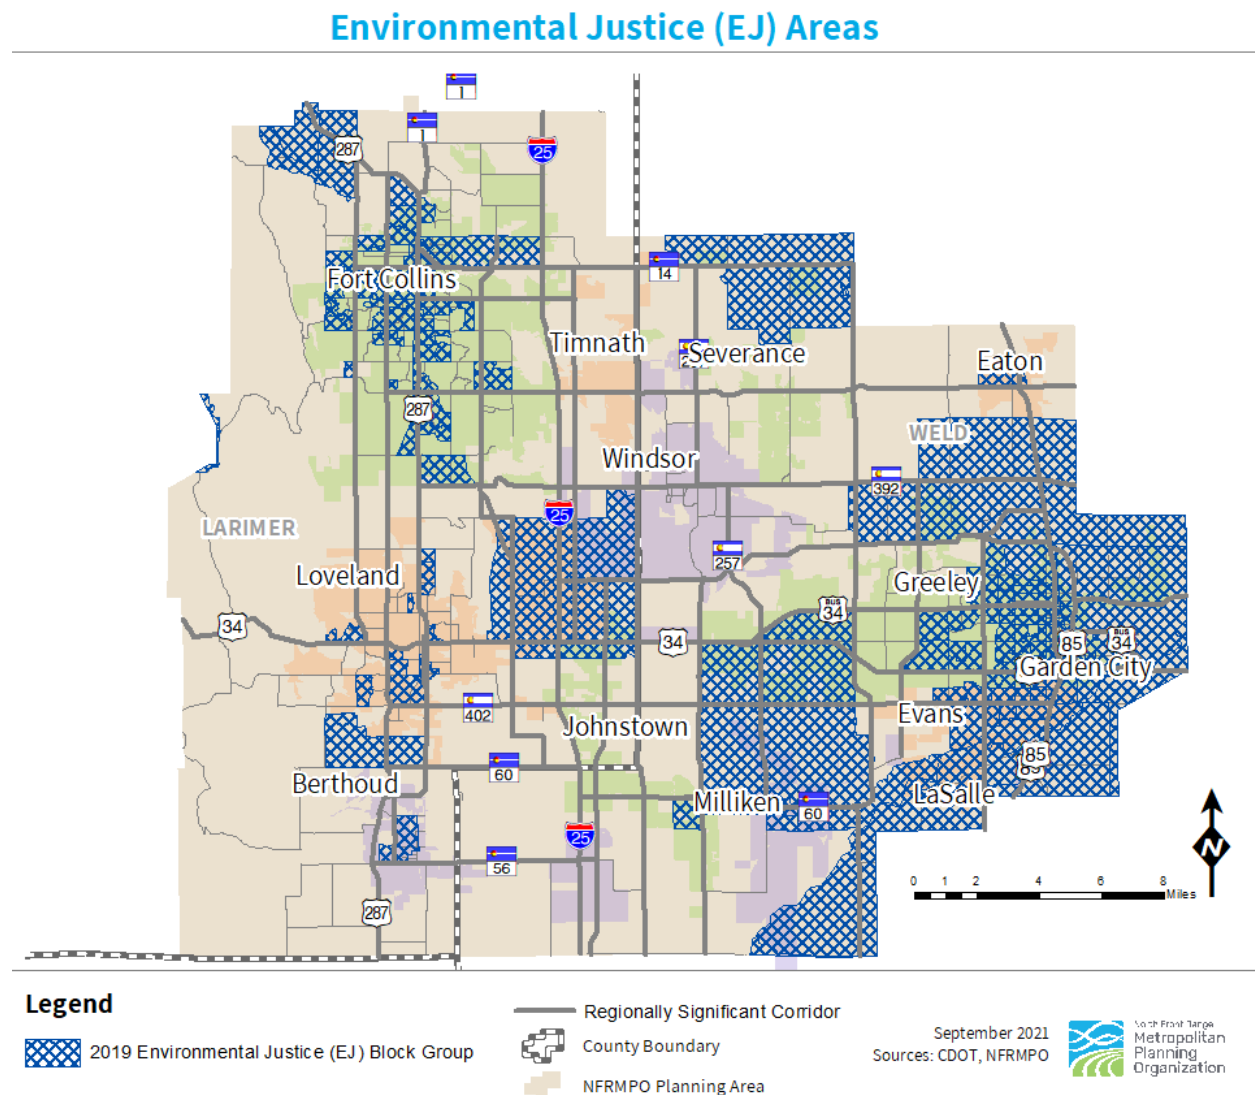 Environmental Justice (EJ) Areas
1
1
287
25
14
Fort Collins
Timnath
Severance
Eaton
287
WELD
Windsor
392
25
LARIMER
257
Loveland
Greeley
BUS
34
34
34
85
BUS
34
Garden City
402
Johnstown
Evans
85
60
Berthoud
Milliken
60
LaSalle
25
56
287
N
0 1 2 4 6 8
Miles
Legend
2019 Environmental Justice (EJ) Block Group
Regionally Significant Corridor
County Boundary
NFRMPO Planning Area
September 2021
Sources: CDOT, NFRMPO
North Front Range
Metropolitan
Planning
Organization